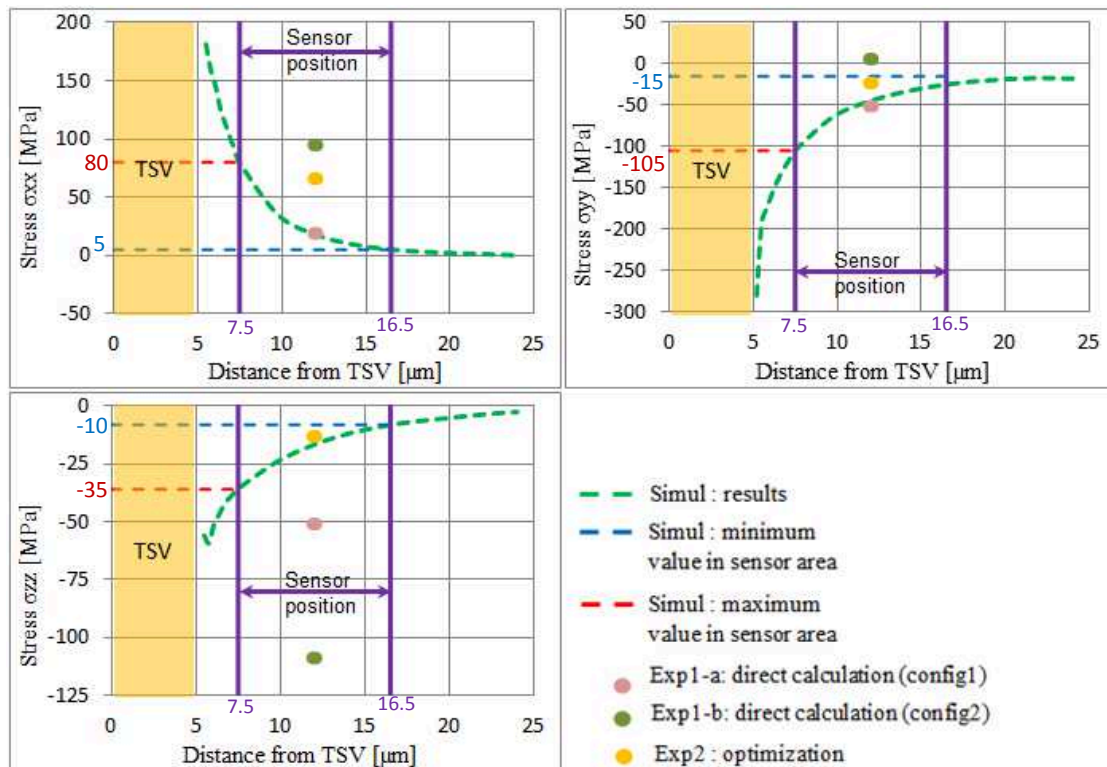 200
150
100
80
50
5
0
-50
Stress σxx [MPa]
TSV
Sensor
position
7.5
16.5
0
5
10
15
20
25
Distance from TSV [µm]
50
0
-15
-50
-100
-105
-150
-200
-250
-300
Stress σyy [MPa]
TSV
Sensor
position
7.5
16.5
0
5
10
15
20
25
Distance from TSV [µm]
0
-10
-25
-35
-50
-75
-100
-125
Stress σzz [MPa]
TSV
Sensor
position
7.5
16.5
0
5
10
15
20
25
Distance from TSV [µm]
Simul : results
Simul : minimum
value in sensor area
Simul : maximum
value in sensor area
Exp1-a: direct calculation (config1)
Exp1-b: direct calculation (config2)
Exp2 : optimization